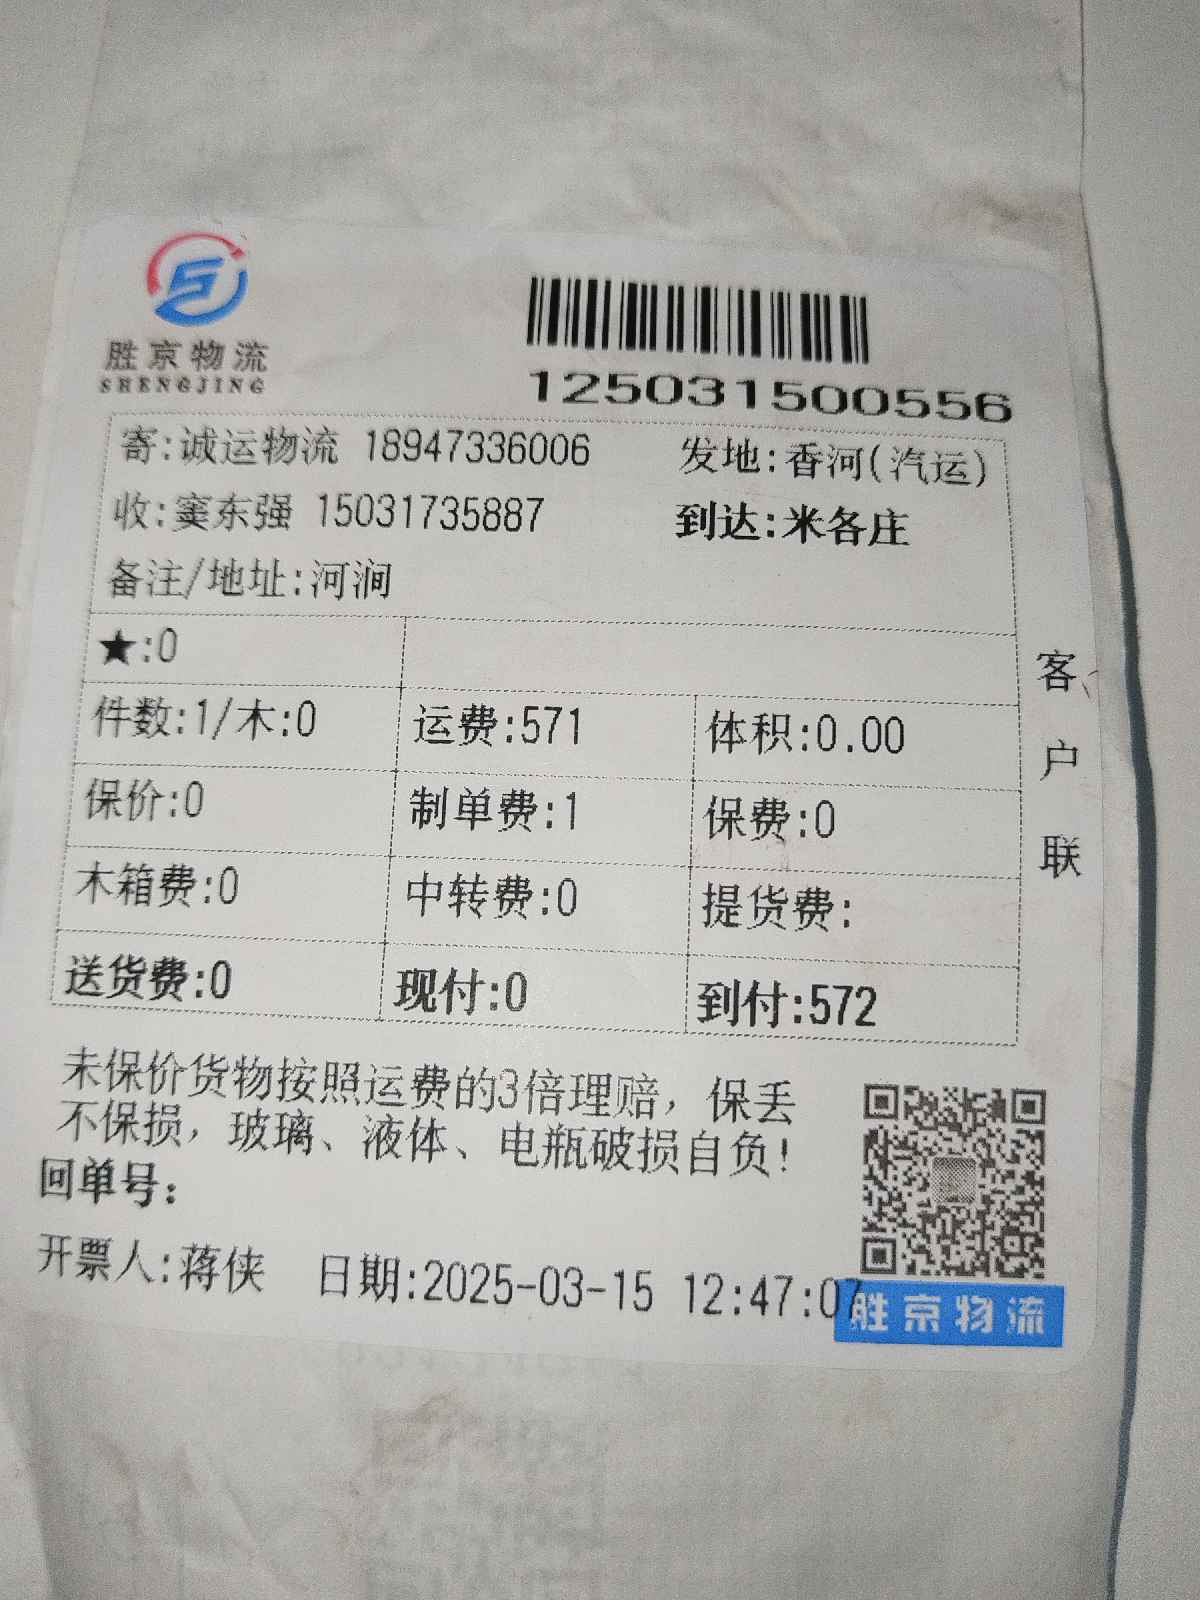 胜京物流
SHENGJING
125031500556
寄:诚运物流 18947336006 发地:香河(汽运)
收:窦东强 15031735887 到达:米各庄
备注/地址:河涧
★:0
件数:1/木:0 运费:571 体积:0.00
保价:0 制单费:1 保费:0
木箱费:0 中转费:0 提货费:
送货费:0 现付:0 到付:572
客户联
未保价货物按照运费的3倍理赔，保丢
不保损，玻璃、液体、电瓶破损自负！
回单号：
开票人:蒋侠 日期:2025-03-15 12:47:07
胜京物流